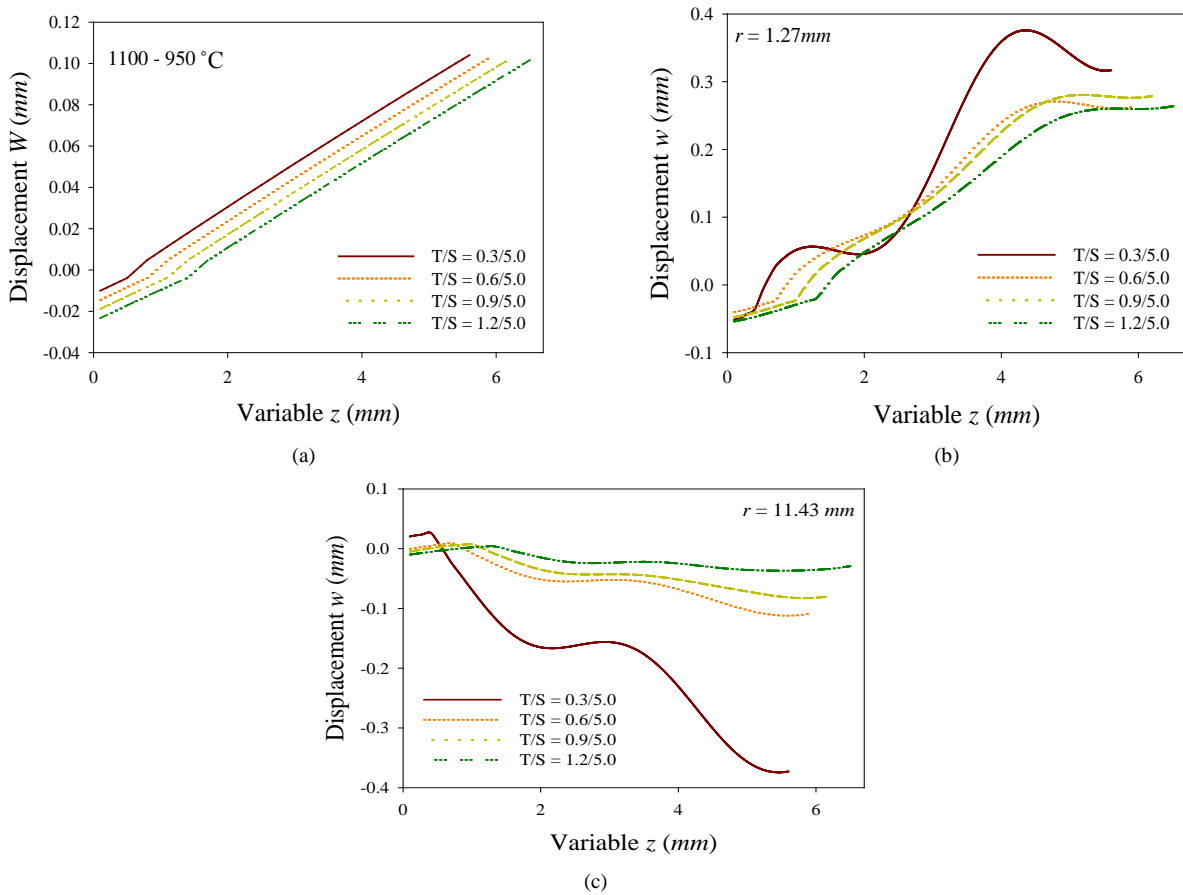 0.12
0.10
0.08
0.06
0.04
0.02
0.00
-0.02
-0.04
Displacement W (mm)
1100 - 950 °C
T/S = 0.3/5.0
T/S = 0.6/5.0
T/S = 0.9/5.0
T/S = 1.2/5.0
0 2 4 6
Variable z (mm)
(a)
0.4
0.3
0.2
0.1
0.0
-0.1
Displacement w (mm)
r = 1.27mm
T/S = 0.3/5.0
T/S = 0.6/5.0
T/S = 0.9/5.0
T/S = 1.2/5.0
0 2 4 6
Variable z (mm)
(b)
0.1
0.0
-0.1
-0.2
-0.3
-0.4
Displacement w (mm)
r = 11.43 mm
T/S = 0.3/5.0
T/S = 0.6/5.0
T/S = 0.9/5.0
T/S = 1.2/5.0
0 2 4 6
Variable z (mm)
(c)